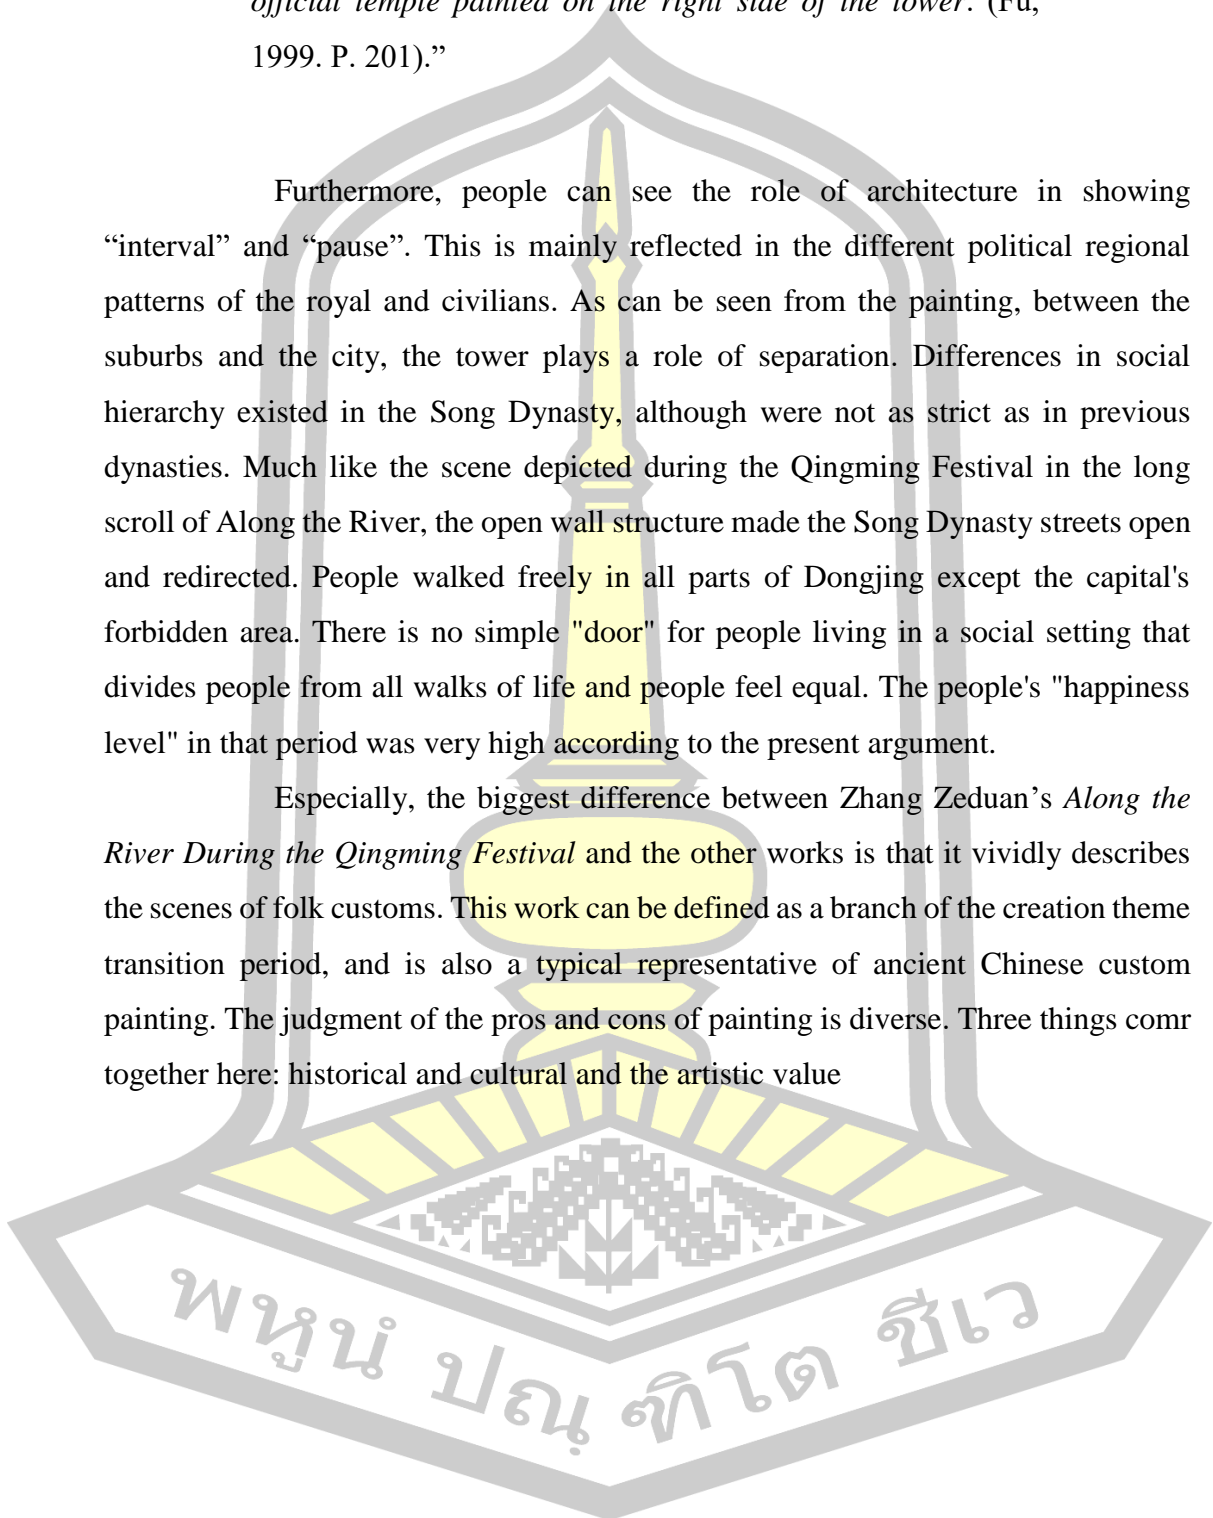 official temple painted on the right side of the tower. (Fu,
1999. P. 201).”
Furthermore, people can see the role of architecture in showing
“interval” and “pause”. This is mainly reflected in the different political regional
patterns of the royal and civilians. As can be seen from the painting, between the
suburbs and the city, the tower plays a role of separation. Differences in social
hierarchy existed in the Song Dynasty, although were not as strict as in previous
dynasties. Much like the scene depicted during the Qingming Festival in the long
scroll of Along the River, the open wall structure made the Song Dynasty streets open
and redirected. People walked freely in all parts of Dongjing except the capital's
forbidden area. There is no simple "door" for people living in a social setting that
divides people from all walks of life and people feel equal. The people's "happiness
level" in that period was very high according to the present argument.
Especially, the biggest difference between Zhang Zeduan’s Along the
River During the Qingming Festival and the other works is that it vividly describes
the scenes of folk customs. This work can be defined as a branch of the creation theme
transition period, and is also a typical representative of ancient Chinese custom
painting. The judgment of the pros and cons of painting is diverse. Three things comr
together here: historical and cultural and the artistic value
พหูนํ ปณฺฑิโต ชีเว